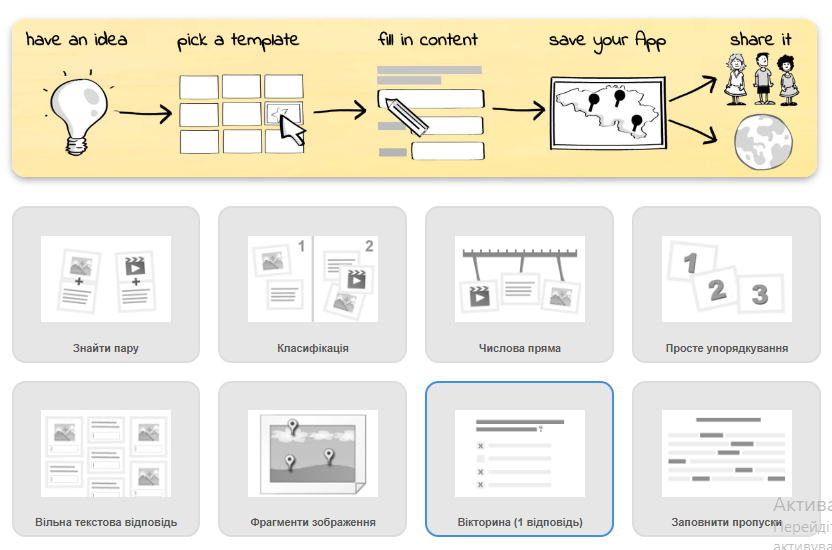 have an idea
pick a template
fill in content
save your App
share it
1
2
1
2
3
Знайти пару
Класифікація
Числова пряма
Просте упорядкування
?
Вільна текстова відповідь
Фрагменти зображення
Вікторина (1 відповідь)
Заповнити пропуски
Актива
Перейдіт
активува